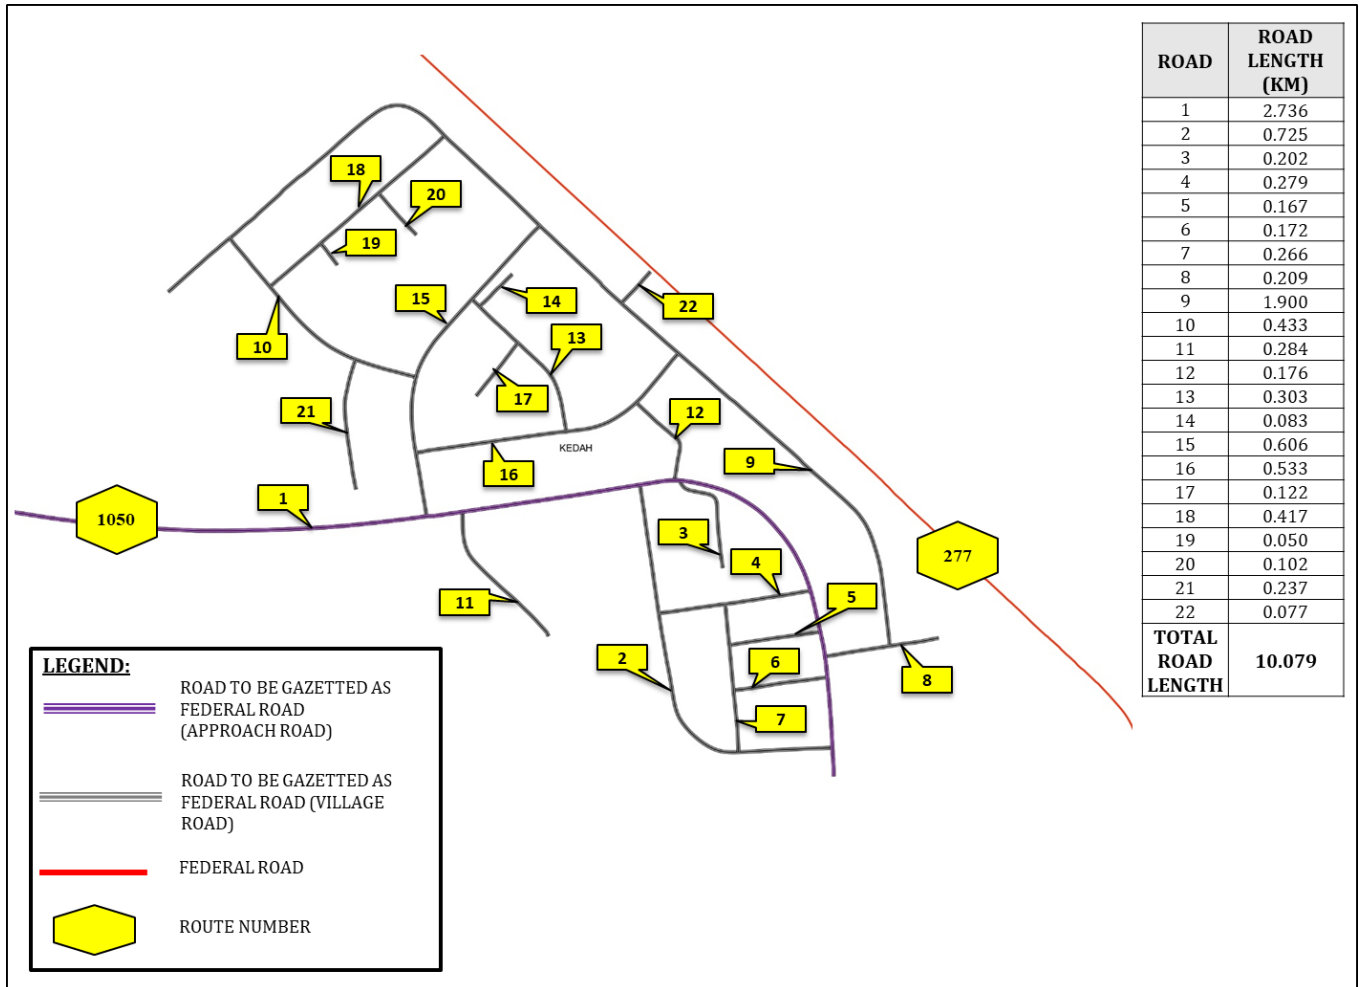 ROAD
ROAD
LENGTH
(KM)
1 2.736
2 0.725
3 0.202
4 0.279
5 0.167
6 0.172
7 0.266
8 0.209
9 1.900
10 0.433
11 0.284
12 0.176
13 0.303
14 0.083
15 0.606
16 0.533
17 0.122
18 0.417
19 0.050
20 0.102
21 0.237
22 0.077
TOTAL
ROAD
LENGTH
10.079
18
20
19
15
14
22
10
13
17
21
12
KEDAH
9
16
1
1050
3
277
4
5
11
2
6
8
7
LEGEND:
ROAD TO BE GAZETTED AS
FEDERAL ROAD
(APPROACH ROAD)
ROAD TO BE GAZETTED AS
FEDERAL ROAD (VILLAGE
ROAD)
FEDERAL ROAD
ROUTE NUMBER